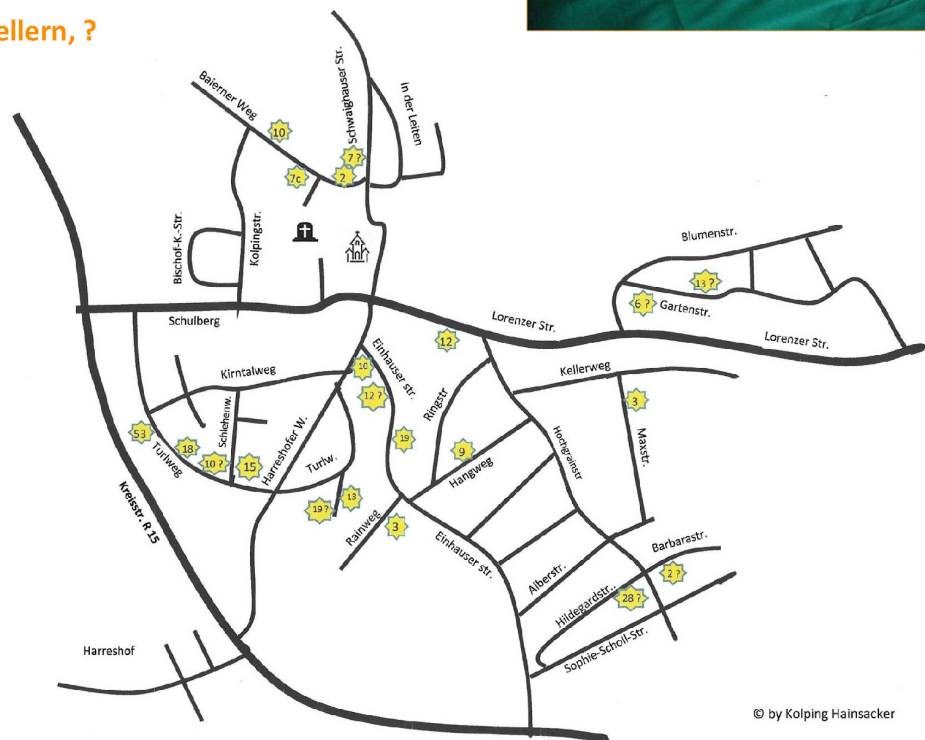 ellern, ?
Baierner Weg
Schwaighauser Str.
In der Leiten
10
7 ?
7c
2
Bischof-K.-Str.
Kolpingstr.
Blumenstr.
13 ?
6 ?
Gartenstr.
Schulberg
Lorenzer Str.
Lorenzer Str.
12
Einhauser str.
Kirntalweg
10
12 ?
Kellerweg
Ringstr
3
Schlehenw.
Harreshofer W.
53
18
10 ?
15
Turlweg
Turlw.
19
9
Hangweg
Hochgrainstr
Maxstr.
Kreisstr. R 15
19 ?
13
Rainweg
3
Einhauser str.
Barbarastr.
Alberstr.
2 ?
Hildegardstr.
28 ?
Sophie-Scholl-Str.
Harreshof
© by Kolping Hainsacker